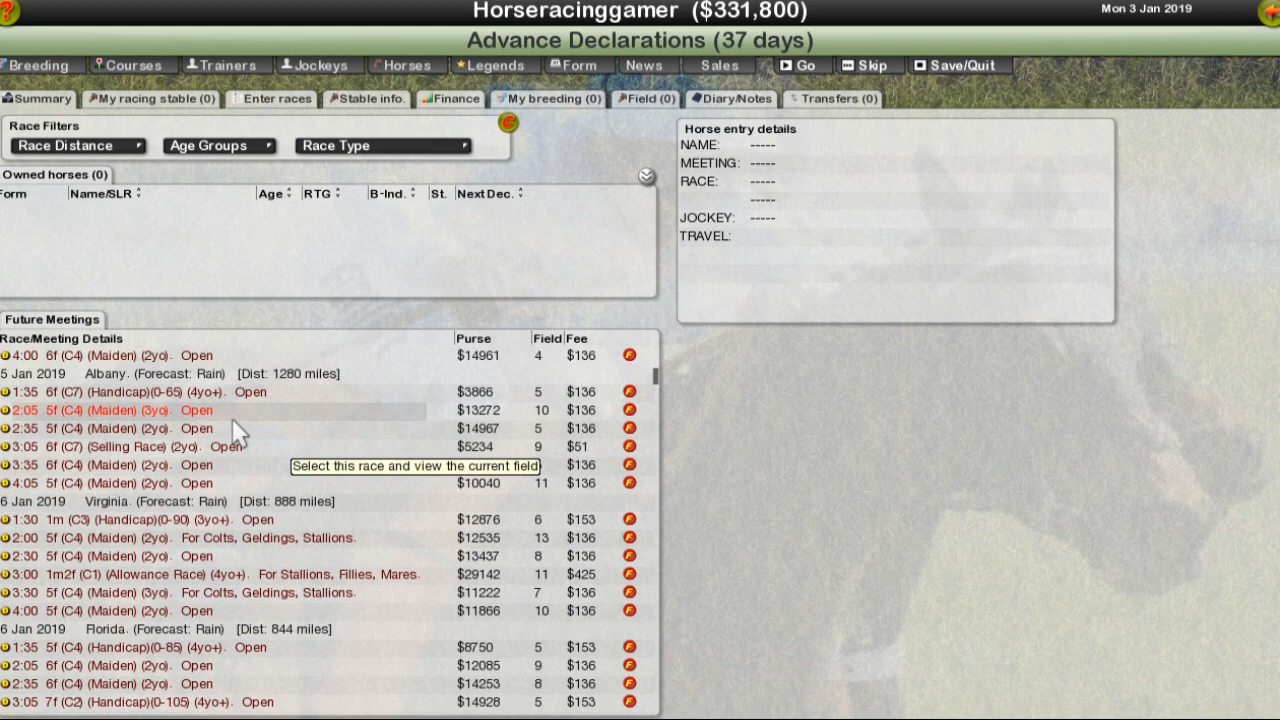 ?
Horseracinggamer ($331,800)
Mon 3 Jan 2019
Advance Declarations (37 days)
Breeding Courses Trainers Jockeys Horses Legends Form News Sales Go Skip Save/Quit
Summary My racing stable (0) Enter races Stable info. Finance My breeding (0) Field (0) Diary/Notes Transfers (0)
Race Filters
Race Distance Age Groups Race Type
Owned horses (0)
Form Name/SLR Age RTG B-Ind. St. Next Dec.
Horse entry details
NAME: -----
MEETING: -----
RACE: -----
-----
JOCKEY: -----
TRAVEL:
Future Meetings
Race/Meeting Details Purse Field Fee
D 4:00 6f (C4) (Maiden) (2yo). Open $14961 4 $136 F
5 Jan 2019 Albany. (Forecast: Rain) [Dist: 1280 miles]
D 1:35 6f (C7) (Handicap)(0-65) (4yo+). Open $3866 5 $136 F
D 2:05 5f (C4) (Maiden) (3yo). Open $13272 10 $136 F
D 2:35 5f (C4) (Maiden) (2yo). Open $14967 5 $136 F
D 3:05 6f (C7) (Selling Race) (2yo). Open $5234 9 $51 F
D 3:35 6f (C4) (Maiden) (2yo). Open $136 F
Select this race and view the current field
D 4:05 5f (C4) (Maiden) (2yo). Open $10040 11 $136 F
6 Jan 2019 Virginia. (Forecast: Rain) [Dist: 888 miles]
D 1:30 1m (C3) (Handicap)(0-90) (3yo+). Open $12876 6 $153 F
D 2:00 5f (C4) (Maiden) (2yo). For Colts, Geldings, Stallions. $12535 13 $136 F
D 2:30 5f (C4) (Maiden) (2yo). Open $13437 8 $136 F
D 3:00 1m2f (C1) (Allowance Race) (4yo+). For Stallions, Fillies, Mares. $29142 11 $425 F
D 3:30 5f (C4) (Maiden) (2yo). For Colts, Geldings, Stallions. $11222 7 $136 F
D 4:00 6f (C4) (Maiden) (2yo). Open $11866 10 $136 F
6 Jan 2019 Florida. (Forecast: Rain) [Dist: 844 miles]
D 1:35 5f (C4) (Handicap)(0-85) (4yo+). Open $8750 5 $153 F
D 2:05 6f (C4) (Maiden) (2yo). Open $12085 9 $136 F
D 2:35 6f (C4) (Maiden) (2yo). Open $14253 8 $136 F
D 3:05 7f (C2) (Handicap)(0-105) (4yo+). Open $14928 5 $153 F